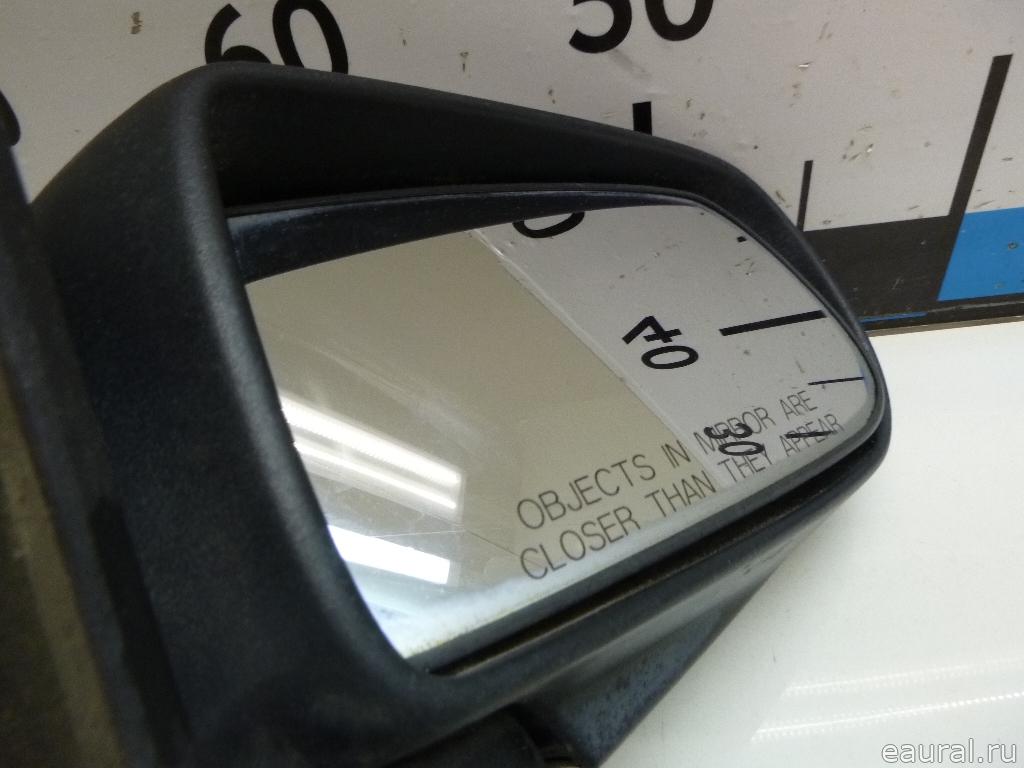 60
50
40
30
OBJECTS IN MIRROR ARE
CLOSER THAN THEY APPEAR
eaural.ru